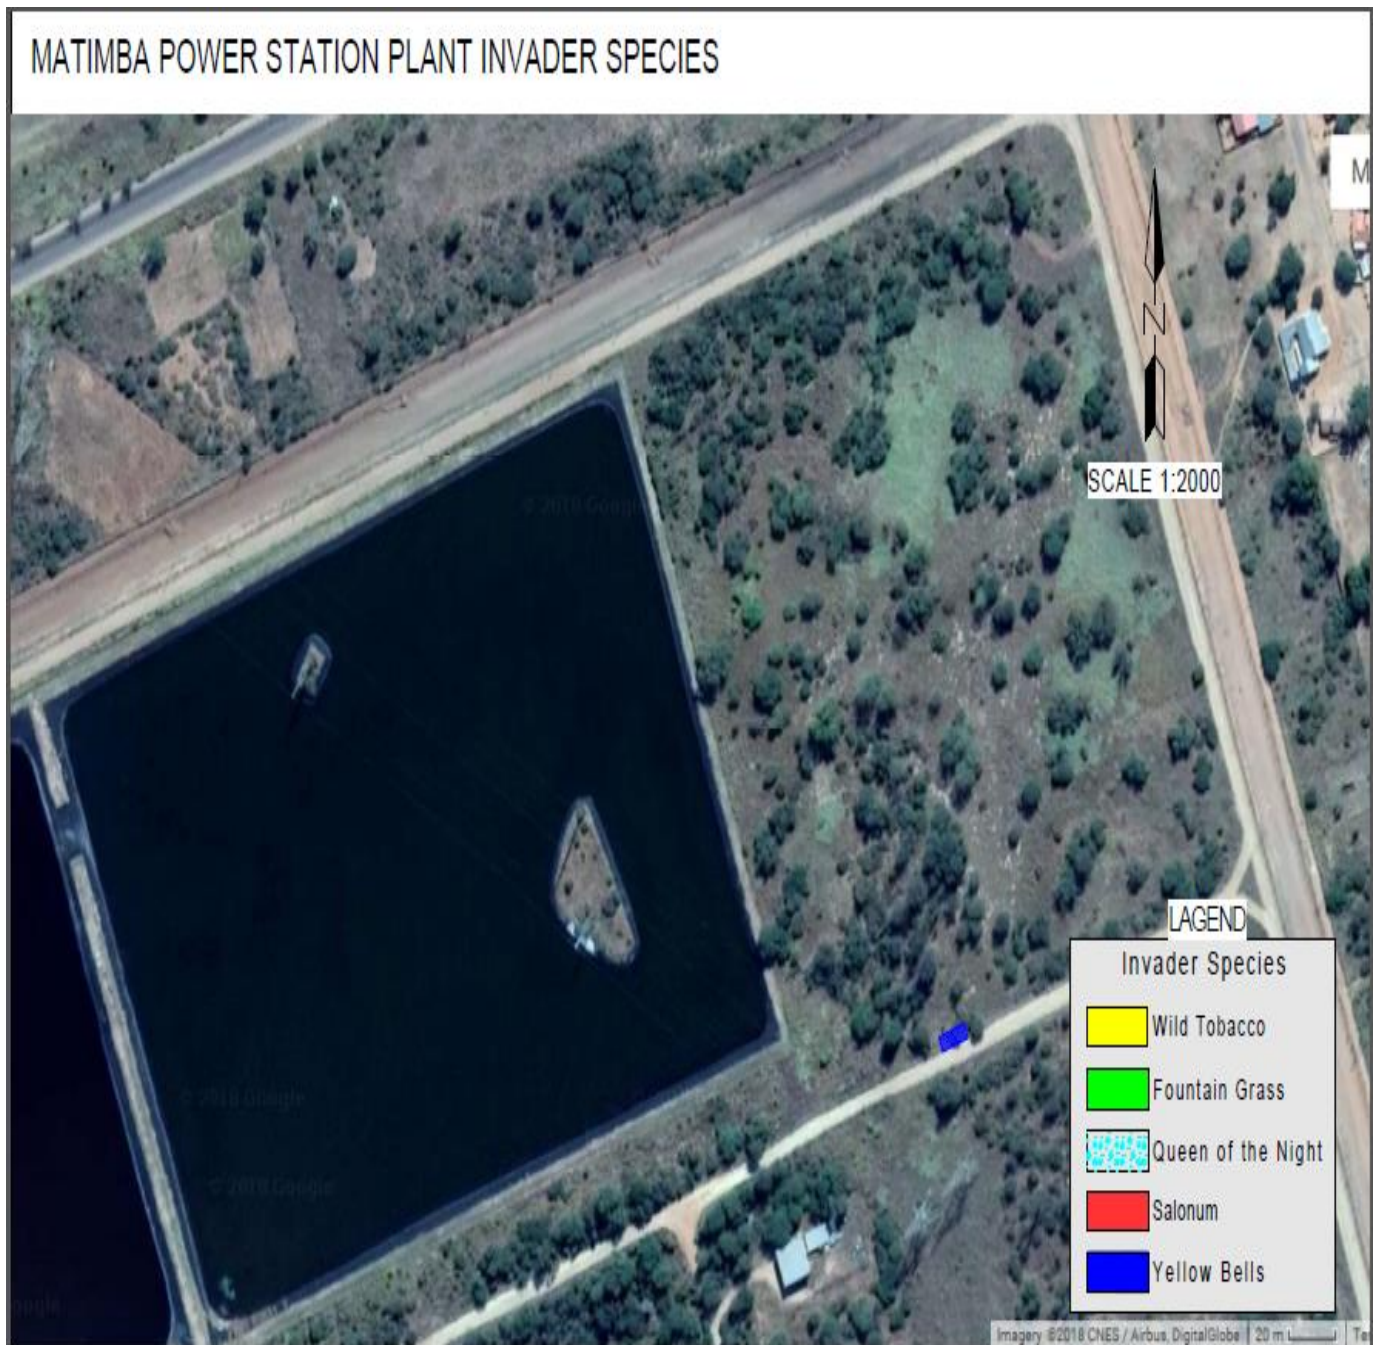 MATIMBA POWER STATION PLANT INVADER SPECIES
M
N
SCALE 1:2000
© 2018 Google
LAGEND
Invader Species
Wild Tobacco
Fountain Grass
Queen of the Night
Salonum
Yellow Bells
© 2018 Google
© 2018 Google
Imagery ©2018 CNES / Airbus, DigitalGlobe 20 m